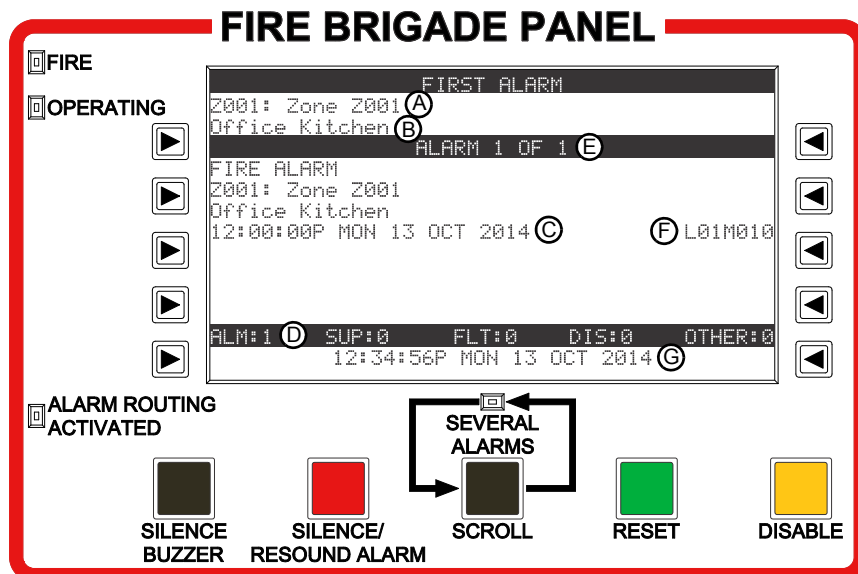 FIRE BRIGADE PANEL
FIRE
OPERATING
FIRST ALARM
Z001: Zone Z001 A
Office Kitchen B
ALARM 1 OF 1 E
FIRE ALARM
Z001: Zone Z001
Office Kitchen
12:00:00P MON 13 OCT 2014 C F L01M010
ALM:1 D SUP:0 FLT:0 DIS:0 OTHER:0
12:34:56P MON 13 OCT 2014 G
ALARM ROUTING
ACTIVATED
SEVERAL
ALARMS
SILENCE
BUZZER
SILENCE/
RESOUND ALARM
SCROLL
RESET
DISABLE